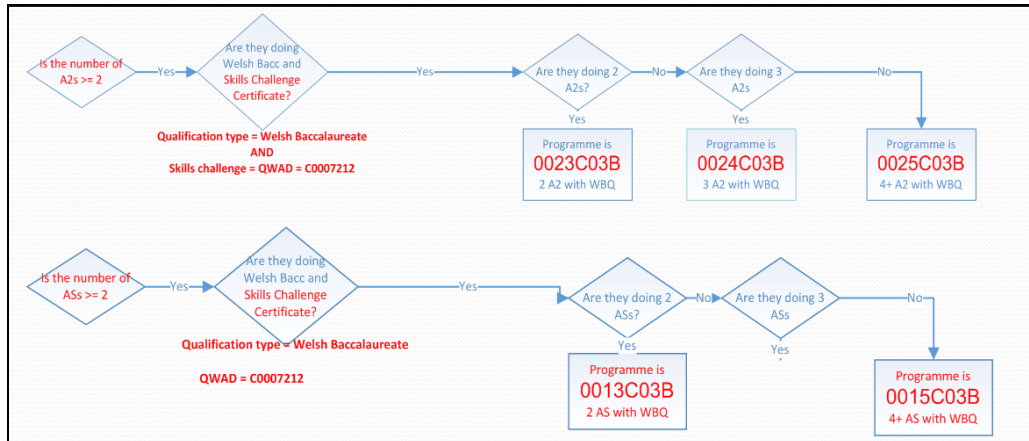 Is the number of
A2s >= 2
Yes
Are they doing
Welsh Bacc and
Skills Challenge
Certificate?
Qualification type = Welsh Baccalaureate
AND
Skills challenge = QWAD = C0007212
Yes
Are they doing 2
A2s?
Yes
Programme is
0023C03B
2 A2 with WBQ
No
Are they doing 3
A2s
Yes
Programme is
0024C03B
3 A2 with WBQ
No
Programme is
0025C03B
4+ A2 with WBQ
Is the number of
ASs >= 2
Yes
Are they doing
Welsh Bacc and
Skills Challenge
Certificate?
Qualification type = Welsh Baccalaureate
QWAD = C0007212
Yes
Are they doing 2
ASs?
Yes
Programme is
0013C03B
2 AS with WBQ
No
Are they doing 3
ASs
Yes
No
Programme is
0015C03B
4+ AS with WBQ